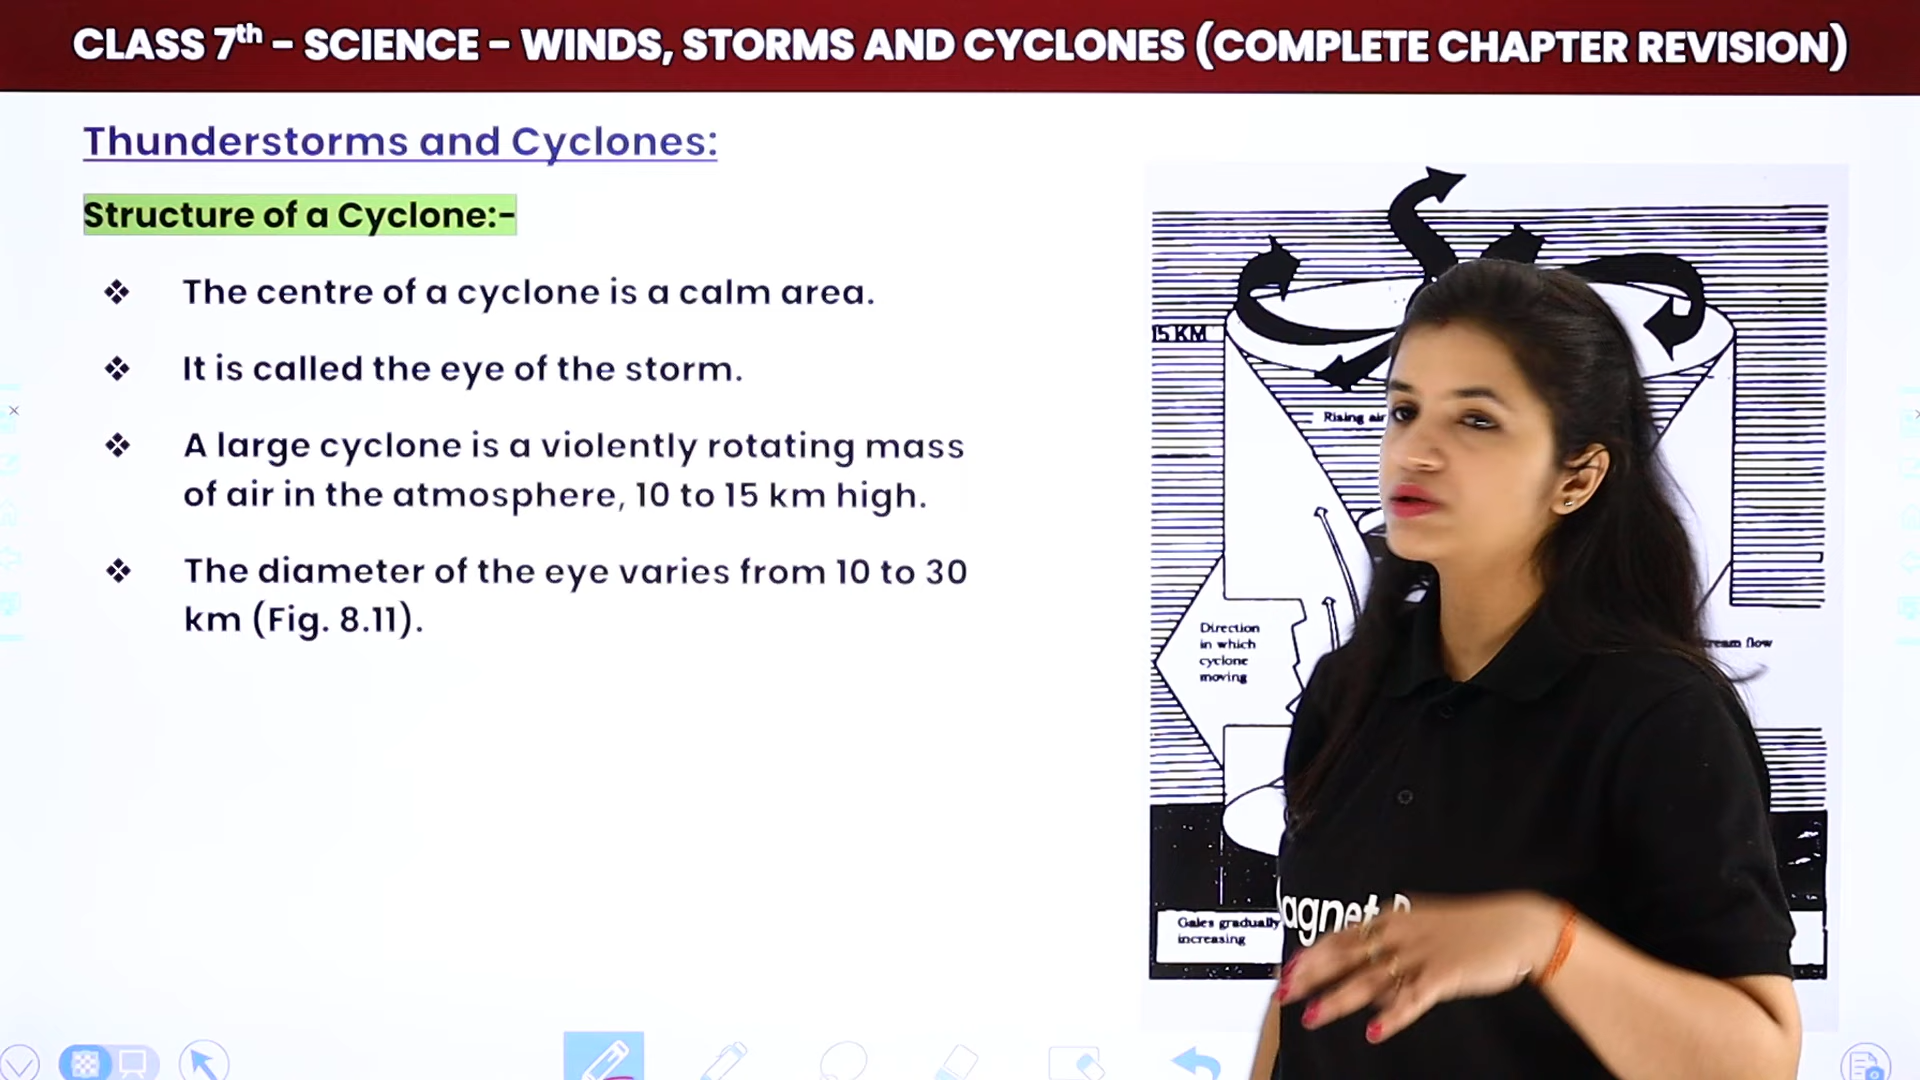 CLASS 7th – SCIENCE – WINDS, STORMS AND CYCLONES (COMPLETE CHAPTER REVISION)
Thunderstorms and Cyclones:
Structure of a Cyclone:-
❖ The centre of a cyclone is a calm area.
❖ It is called the eye of the storm.
❖ A large cyclone is a violently rotating mass
of air in the atmosphere, 10 to 15 km high.
❖ The diameter of the eye varies from 10 to 30
km (Fig. 8.11).
15 KM
Rising air
Direction
in which
cyclone
moving
flow
Gales gradually
increasing
agnet